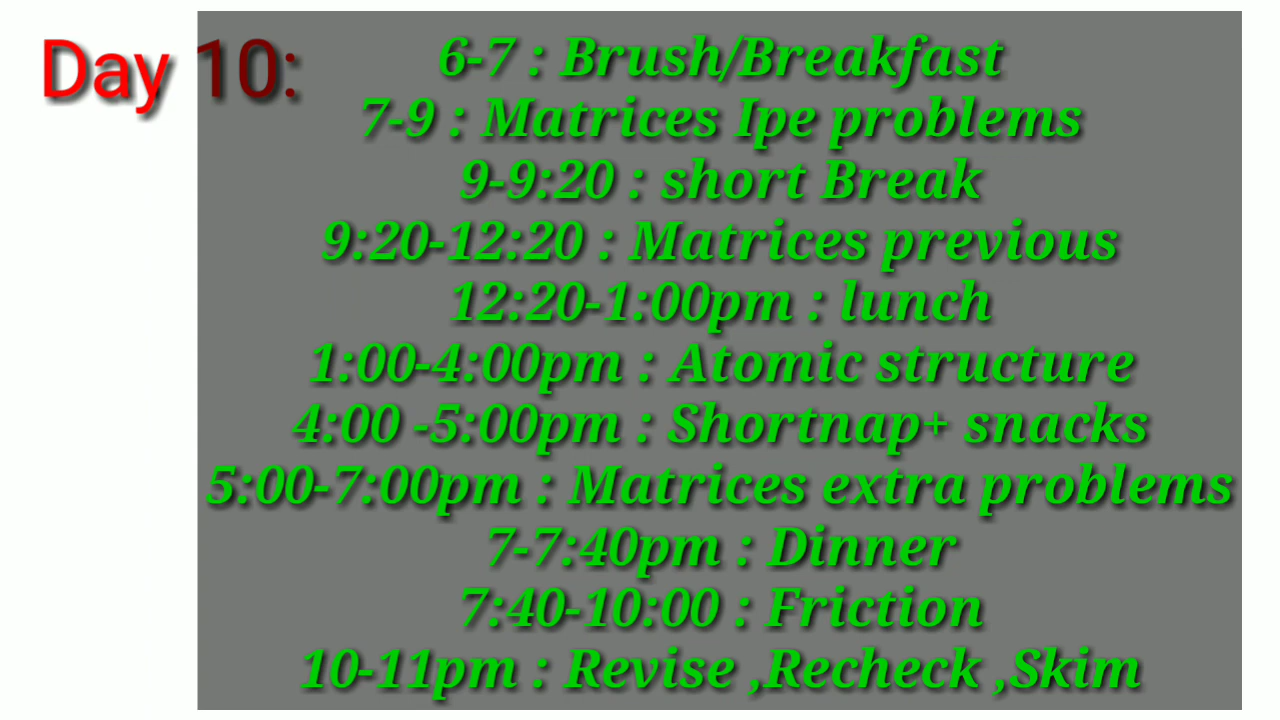 Day 10:
6-7 : Brush/Breakfast
7-9 : Matrices Ipe problems
9-9:20 : short Break
9:20-12:20 : Matrices previous
12:20-1:00pm : lunch
1:00-4:00pm : Atomic structure
4:00 -5:00pm : Shortnap+ snacks
5:00-7:00pm : Matrices extra problems
7-7:40pm : Dinner
7:40-10:00 : Friction
10-11pm : Revise ,Recheck ,Skim